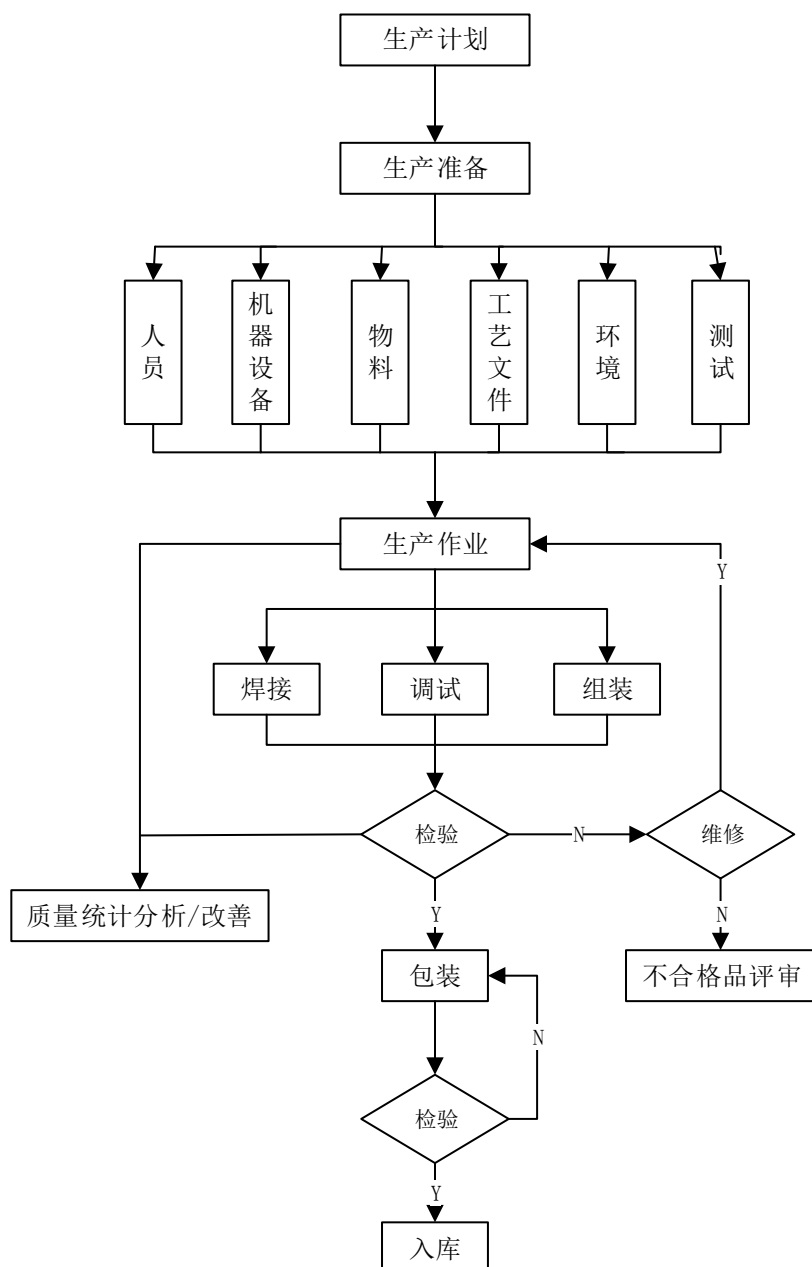 生产计划
生产准备
人员
机器设备
物料
工艺文件
环境
测试
生产作业
Y
焊接
调试
组装
检验
N
维修
质量统计分析/改善
Y
N
包装
不合格品评审
N
检验
Y
入库